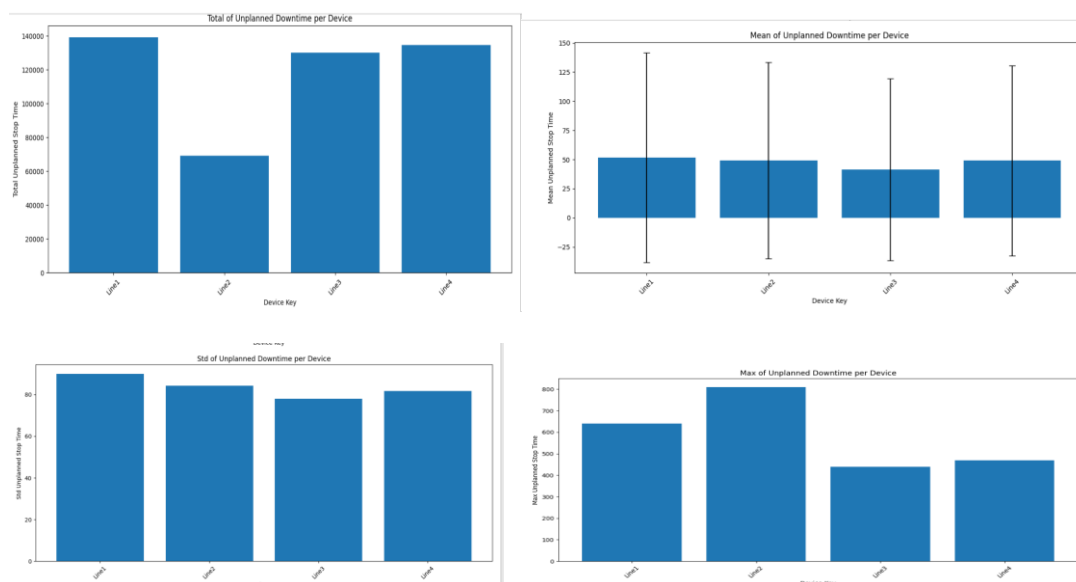 Total of Unplanned Downtime per Device
Total Unplanned Stop Time
140000
120000
100000
80000
60000
40000
20000
0
Line1
Line2
Line3
Line4
Device Key
Mean of Unplanned Downtime per Device
Mean Unplanned Stop Time
150
125
100
75
50
25
0
−25
Line1
Line2
Line3
Line4
Device Key
Device Key
Std of Unplanned Downtime per Device
Std Unplanned Stop Time
80
60
40
20
0
Line1
Line2
Line3
Line4
Max of Unplanned Downtime per Device
Max Unplanned Stop Time
800
700
600
500
400
300
200
100
0
Line1
Line2
Line3
Line4
Device Key